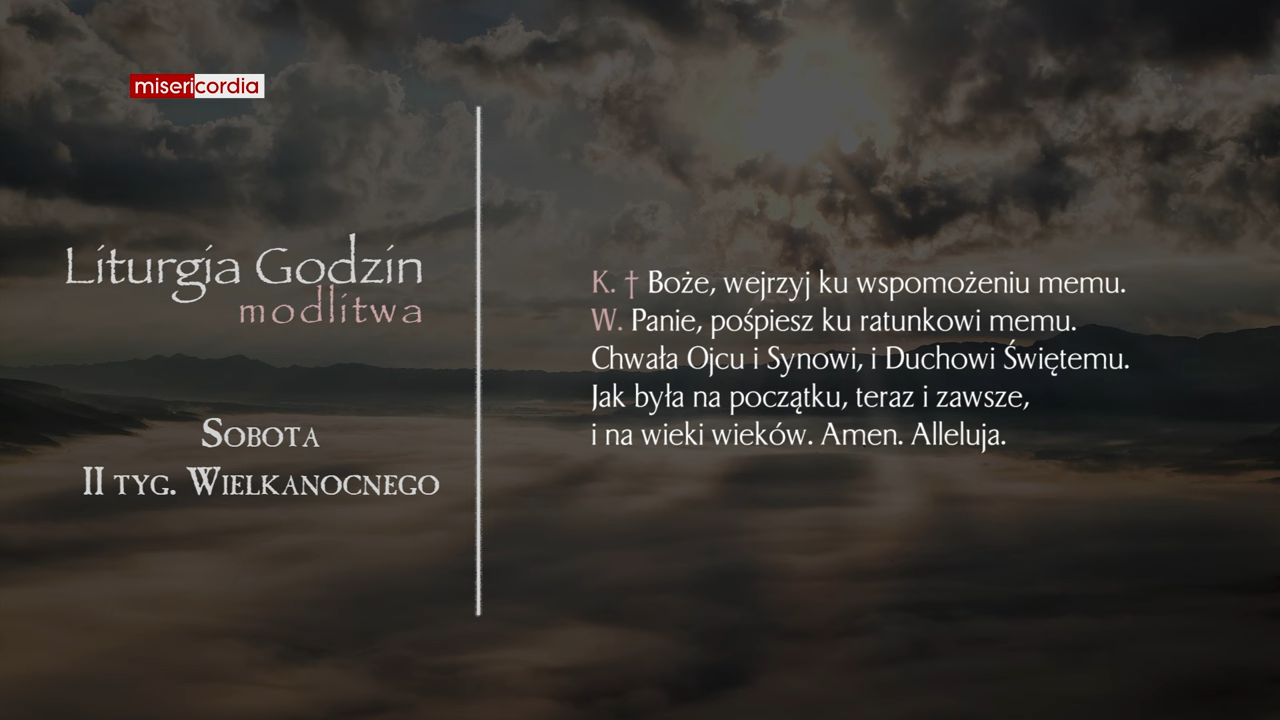 misericordia
Liturgia Godzin
modlitwa
Sobota
II tyg. Wielkanocnego
K. † Boże, wejrzyj ku wspomożeniu memu.
W. Panie, pośpiesz ku ratunkowi memu.
Chwała Ojcu i Synowi, i Duchowi Świętemu.
Jak była na początku, teraz i zawsze,
i na wieki wieków. Amen. Alleluja.